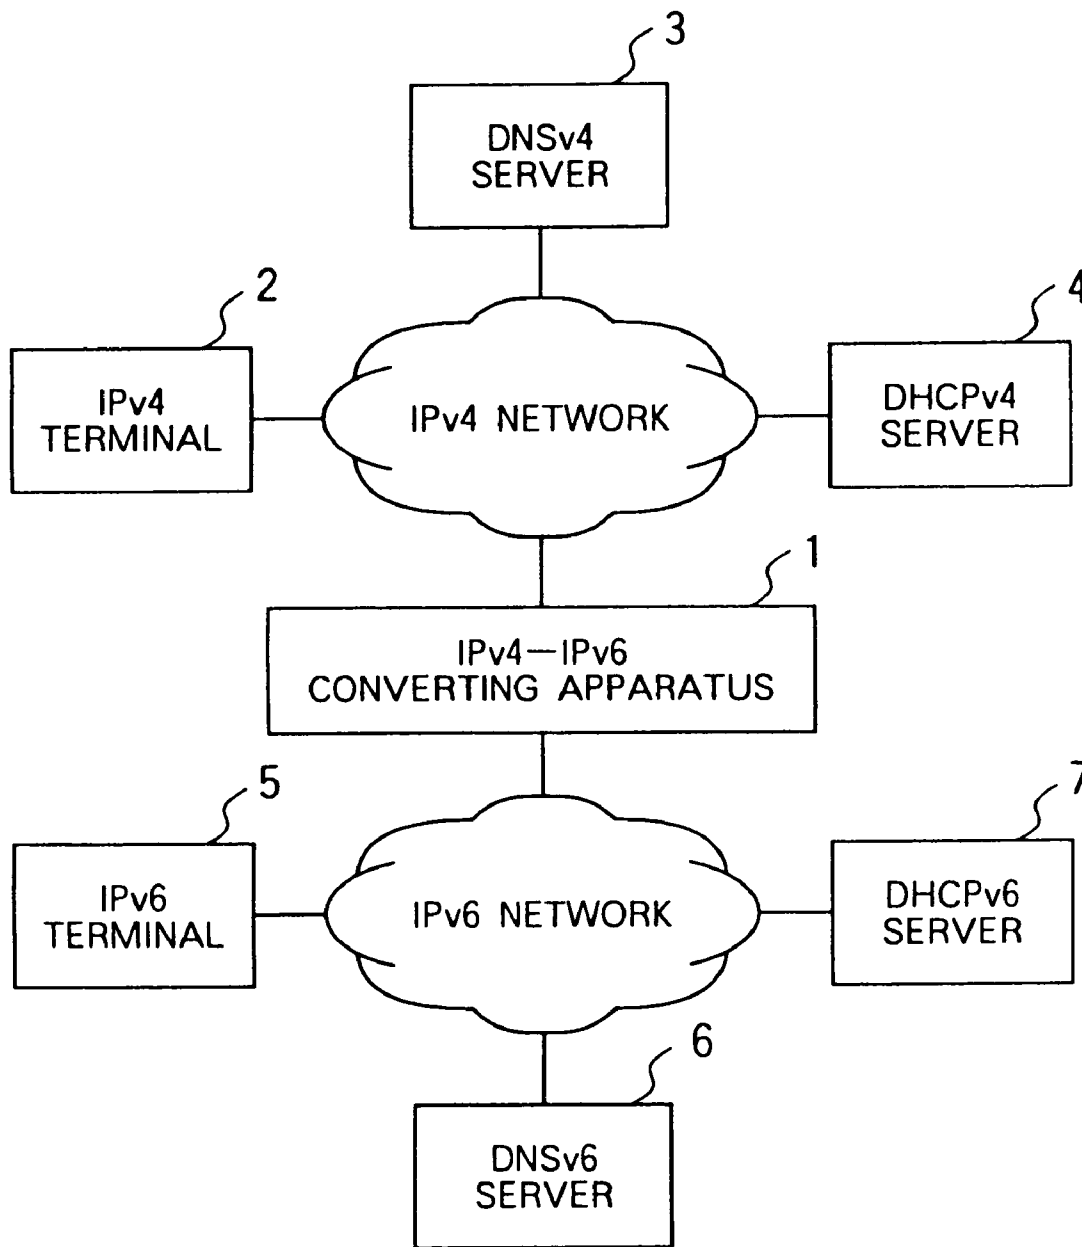 3
DNSv4
SERVER
2
4
IPv4
TERMINAL
IPv4 NETWORK
DHCPv4
SERVER
1
IPv4—IPv6
CONVERTING APPARATUS
5
7
IPv6
TERMINAL
IPv6 NETWORK
DHCPv6
SERVER
6
DNSv6
SERVER